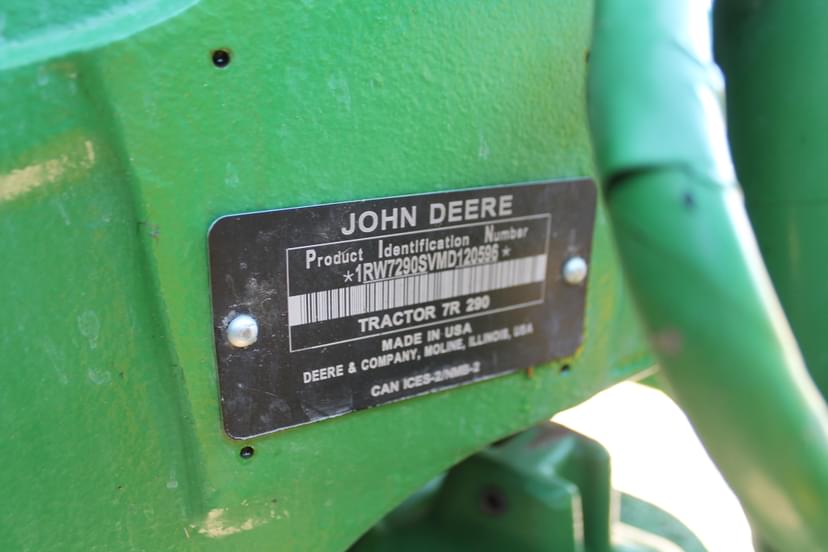 JOHN DEERE
Product Identification Number
*1RW7290SVMD120596*
TRACTOR 7R 290
MADE IN USA
DEERE & COMPANY, MOLINE, ILLINOIS, USA
CAN ICES-2/NMB-2